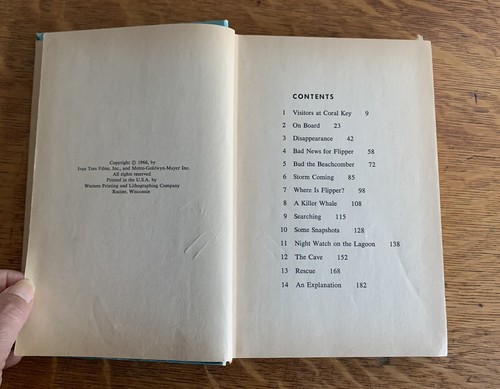 Copyright © 1966, by
Ivan Tors Films, Inc., and Metro-Goldwyn-Mayer Inc.
All rights reserved
Printed in the U.S.A. by
Western Printing and Lithographing Company
Racine, Wisconsin
CONTENTS
1 Visitors at Coral Key 9
2 On Board 23
3 Disappearance 42
4 Bad News for Flipper 58
5 Bud the Beachcomber 72
6 Storm Coming 85
7 Where Is Flipper? 98
8 A Killer Whale 108
9 Searching 115
10 Some Snapshots 128
11 Night Watch on the Lagoon 138
12 The Cave 152
13 Rescue 168
14 An Explanation 182